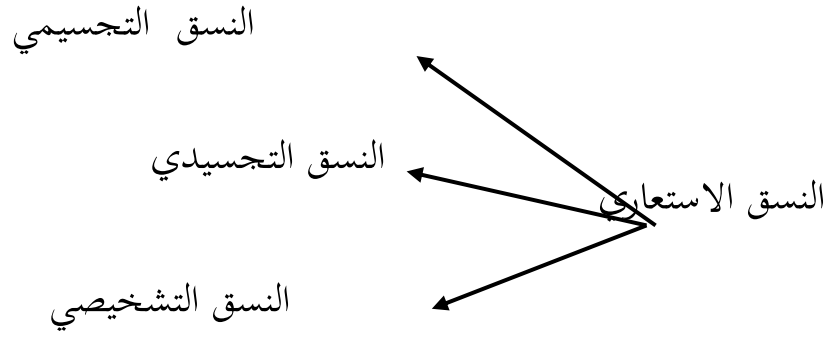 النسق التجسيمي
النسق التجسيدي
النسق الاستعاري
النسق التشخيصي